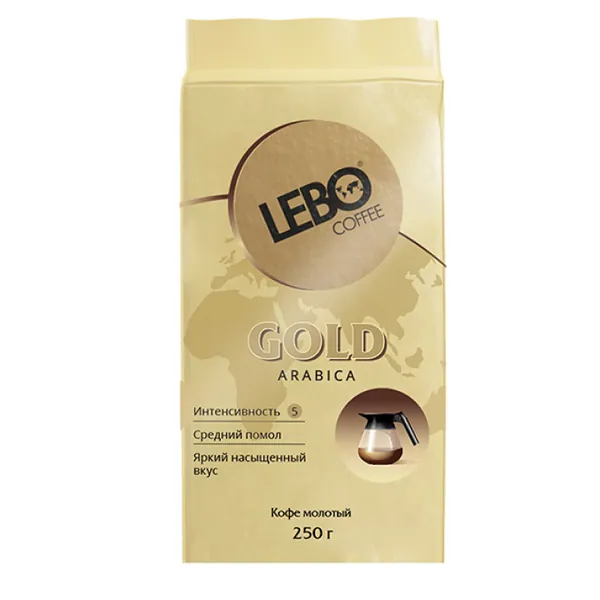 LEBO®
COFFEE
GOLD
ARABICA
Интенсивность 5
Средний помол
Яркий насыщенный
вкус
Кофе молотый
250 г